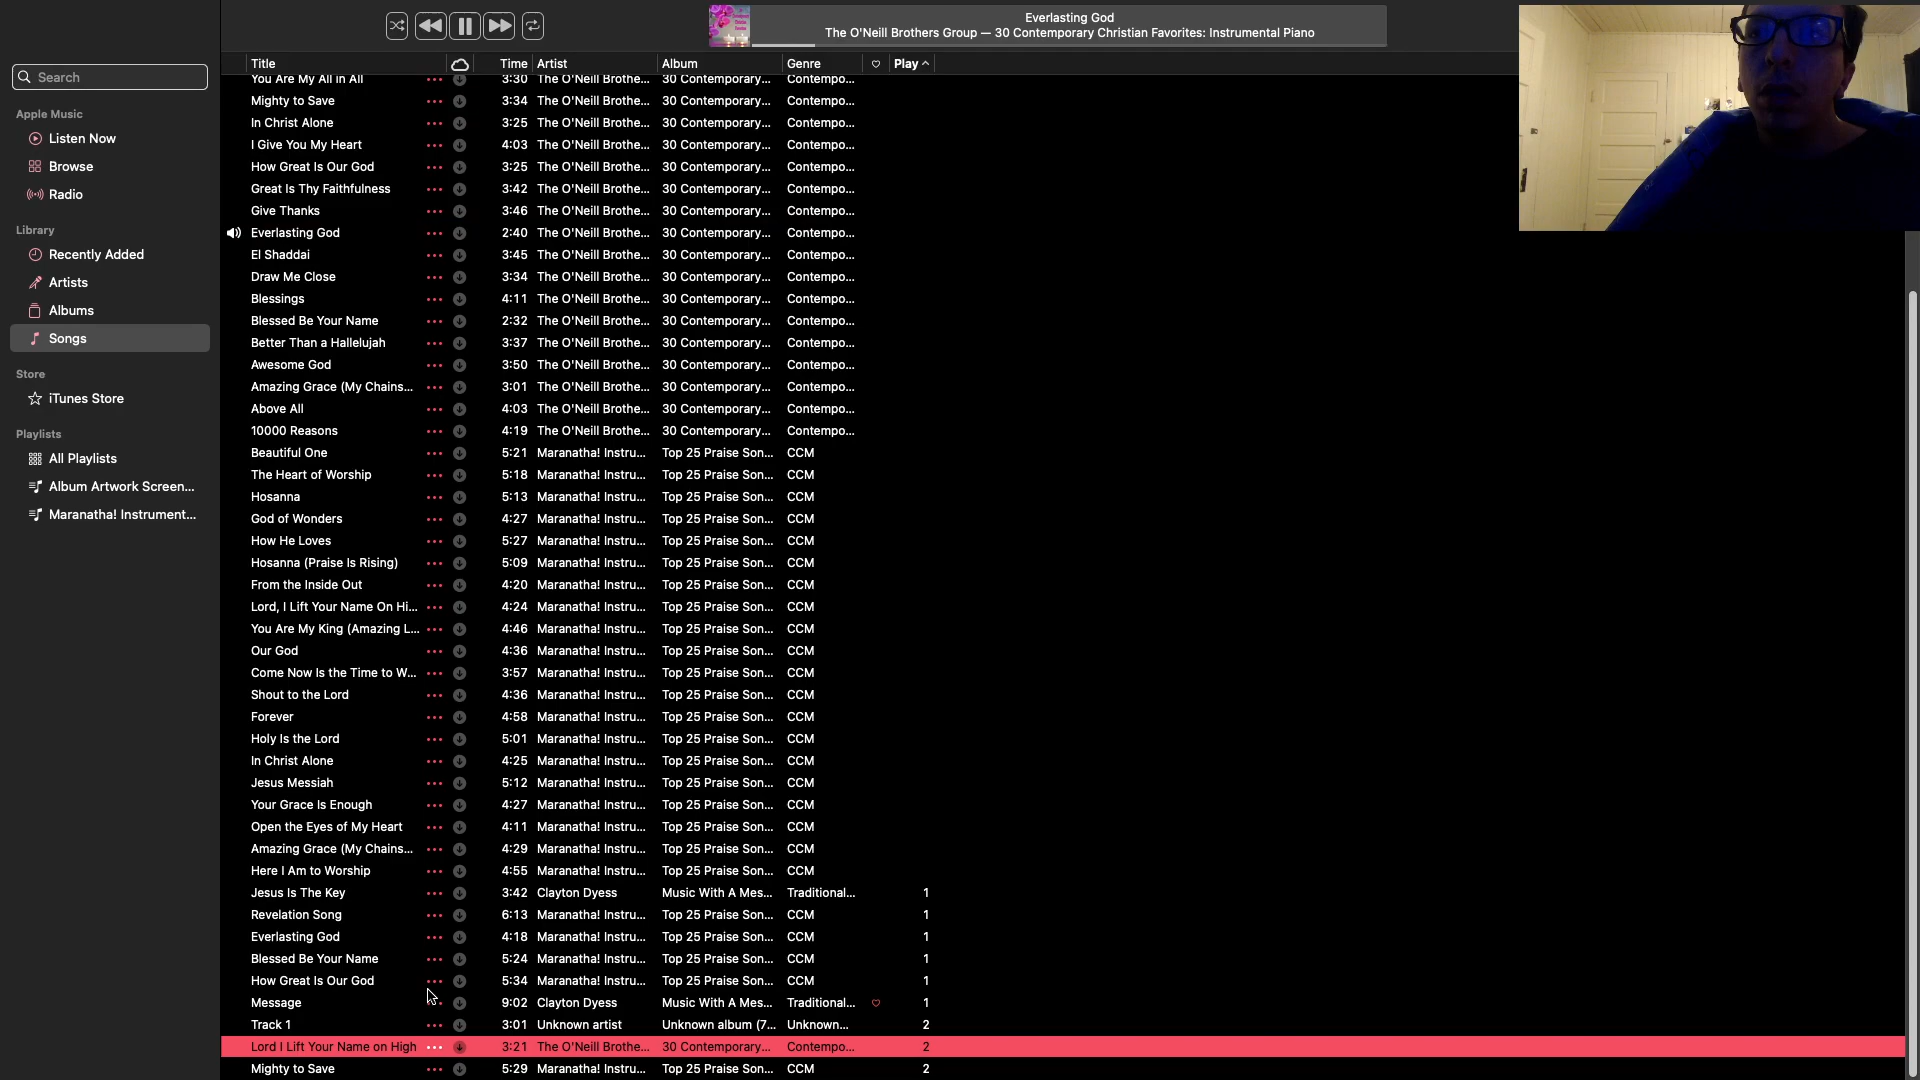 Everlasting God
The O'Neill Brothers Group — 30 Contemporary Christian Favorites: Instrumental Piano
Search
Apple Music
Listen Now
Browse
Radio
Library
Recently Added
Artists
Albums
Songs
Store
iTunes Store
Playlists
All Playlists
Album Artwork Screen...
Maranatha! Instrument...
Title Time Artist Album Genre Play
You Are My All in All 3:30 The O'Neill Brothe... 30 Contemporary... Contempo...
Mighty to Save 3:34 The O'Neill Brothe... 30 Contemporary... Contempo...
In Christ Alone 3:25 The O'Neill Brothe... 30 Contemporary... Contempo...
I Give You My Heart 4:03 The O'Neill Brothe... 30 Contemporary... Contempo...
How Great Is Our God 3:25 The O'Neill Brothe... 30 Contemporary... Contempo...
Great Is Thy Faithfulness 3:42 The O'Neill Brothe... 30 Contemporary... Contempo...
Give Thanks 3:46 The O'Neill Brothe... 30 Contemporary... Contempo...
Everlasting God 2:40 The O'Neill Brothe... 30 Contemporary... Contempo...
El Shaddai 3:45 The O'Neill Brothe... 30 Contemporary... Contempo...
Draw Me Close 3:34 The O'Neill Brothe... 30 Contemporary... Contempo...
Blessings 4:11 The O'Neill Brothe... 30 Contemporary... Contempo...
Blessed Be Your Name 2:32 The O'Neill Brothe... 30 Contemporary... Contempo...
Better Than a Hallelujah 3:37 The O'Neill Brothe... 30 Contemporary... Contempo...
Awesome God 3:50 The O'Neill Brothe... 30 Contemporary... Contempo...
Amazing Grace (My Chains... 3:01 The O'Neill Brothe... 30 Contemporary... Contempo...
Above All 4:03 The O'Neill Brothe... 30 Contemporary... Contempo...
10000 Reasons 4:19 The O'Neill Brothe... 30 Contemporary... Contempo...
Beautiful One 5:21 Maranatha! Instru... Top 25 Praise Son... CCM
The Heart of Worship 5:18 Maranatha! Instru... Top 25 Praise Son... CCM
Hosanna 5:13 Maranatha! Instru... Top 25 Praise Son... CCM
God of Wonders 4:27 Maranatha! Instru... Top 25 Praise Son... CCM
How He Loves 5:27 Maranatha! Instru... Top 25 Praise Son... CCM
Hosanna (Praise Is Rising) 5:09 Maranatha! Instru... Top 25 Praise Son... CCM
From the Inside Out 4:20 Maranatha! Instru... Top 25 Praise Son... CCM
Lord, I Lift Your Name On Hi... 4:24 Maranatha! Instru... Top 25 Praise Son... CCM
You Are My King (Amazing L... 4:46 Maranatha! Instru... Top 25 Praise Son... CCM
Our God 4:36 Maranatha! Instru... Top 25 Praise Son... CCM
Come Now Is the Time to W... 3:57 Maranatha! Instru... Top 25 Praise Son... CCM
Shout to the Lord 4:36 Maranatha! Instru... Top 25 Praise Son... CCM
Forever 4:58 Maranatha! Instru... Top 25 Praise Son... CCM
Holy Is the Lord 5:01 Maranatha! Instru... Top 25 Praise Son... CCM
In Christ Alone 4:25 Maranatha! Instru... Top 25 Praise Son... CCM
Jesus Messiah 5:12 Maranatha! Instru... Top 25 Praise Son... CCM
Your Grace Is Enough 4:27 Maranatha! Instru... Top 25 Praise Son... CCM
Open the Eyes of My Heart 4:11 Maranatha! Instru... Top 25 Praise Son... CCM
Amazing Grace (My Chains... 4:29 Maranatha! Instru... Top 25 Praise Son... CCM
Here I Am to Worship 4:55 Maranatha! Instru... Top 25 Praise Son... CCM
Jesus Is The Key 3:42 Clayton Dyess Music With A Mes... Traditional... 1
Revelation Song 6:13 Maranatha! Instru... Top 25 Praise Son... CCM 1
Everlasting God 4:18 Maranatha! Instru... Top 25 Praise Son... CCM 1
Blessed Be Your Name 5:24 Maranatha! Instru... Top 25 Praise Son... CCM 1
How Great Is Our God 5:34 Maranatha! Instru... Top 25 Praise Son... CCM 1
Message 9:02 Clayton Dyess Music With A Mes... Traditional... 1
Track 1 3:01 Unknown artist Unknown album (7... Unknown... 2
Lord I Lift Your Name on High 3:21 The O'Neill Brothe... 30 Contemporary... Contempo... 2
Mighty to Save 5:29 Maranatha! Instru... Top 25 Praise Son... CCM 2